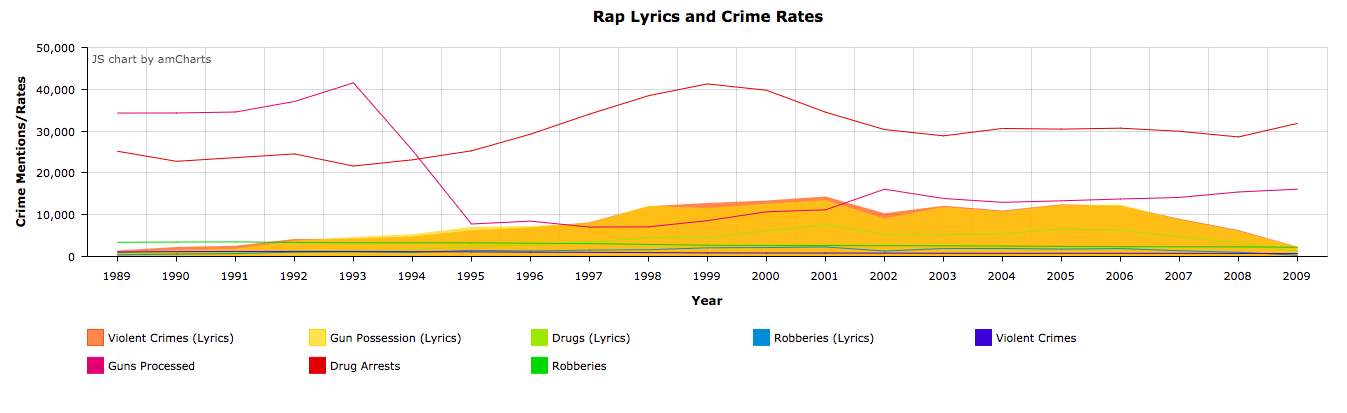 Rap Lyrics and Crime Rates
JS chart by amCharts
Crime Mentions/Rates
50,000
40,000
30,000
20,000
10,000
0
1989 1990 1991 1992 1993 1994 1995 1996 1997 1998 1999 2000 2001 2002 2003 2004 2005 2006 2007 2008 2009
Year
Violent Crimes (Lyrics) Gun Possession (Lyrics) Drugs (Lyrics) Robberies (Lyrics) Violent Crimes
Guns Processed Drug Arrests Robberies